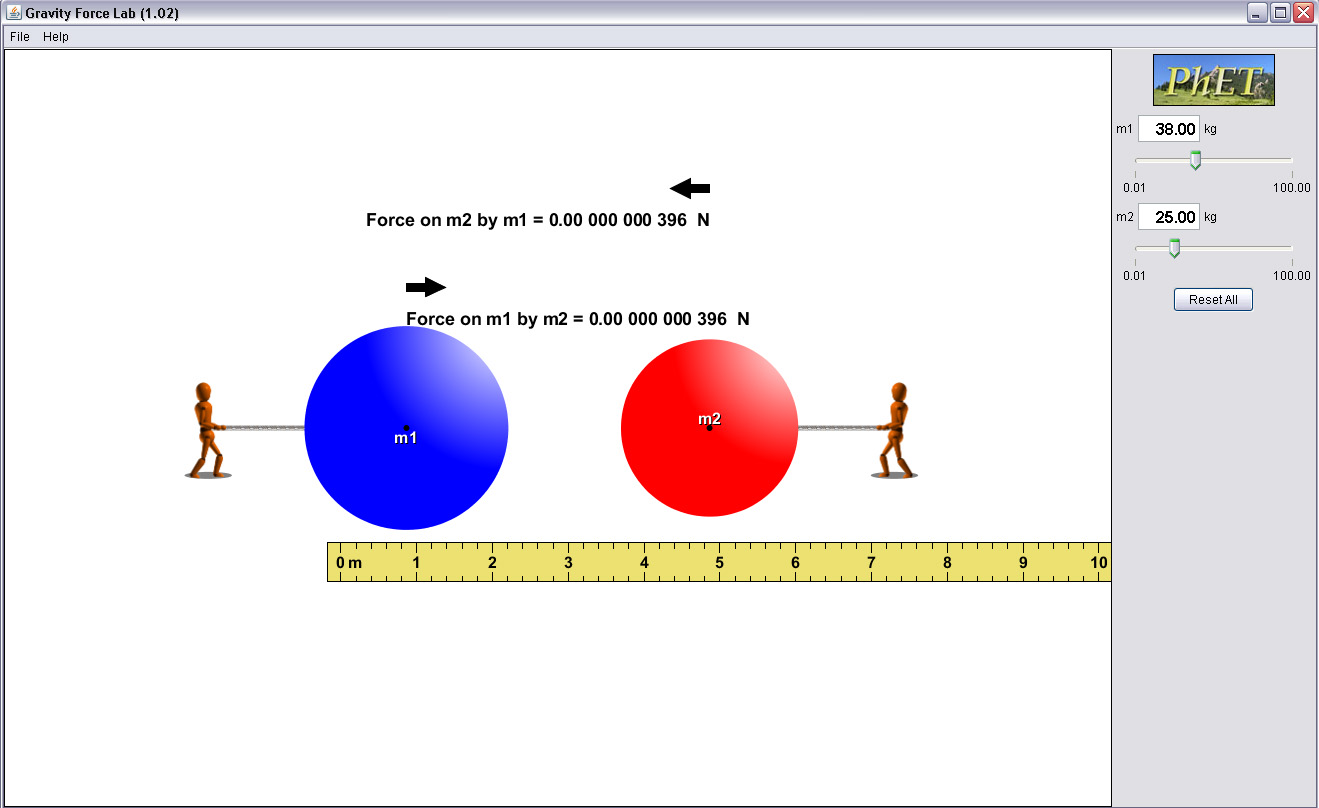 Gravity Force Lab (1.02)
File Help
PhET
m1 38.00 kg
0.01 100.00
m2 25.00 kg
0.01 100.00
Reset All
Force on m2 by m1 = 0.00 000 000 396 N
Force on m1 by m2 = 0.00 000 000 396 N
m1
m2
0 m 1 2 3 4 5 6 7 8 9 10